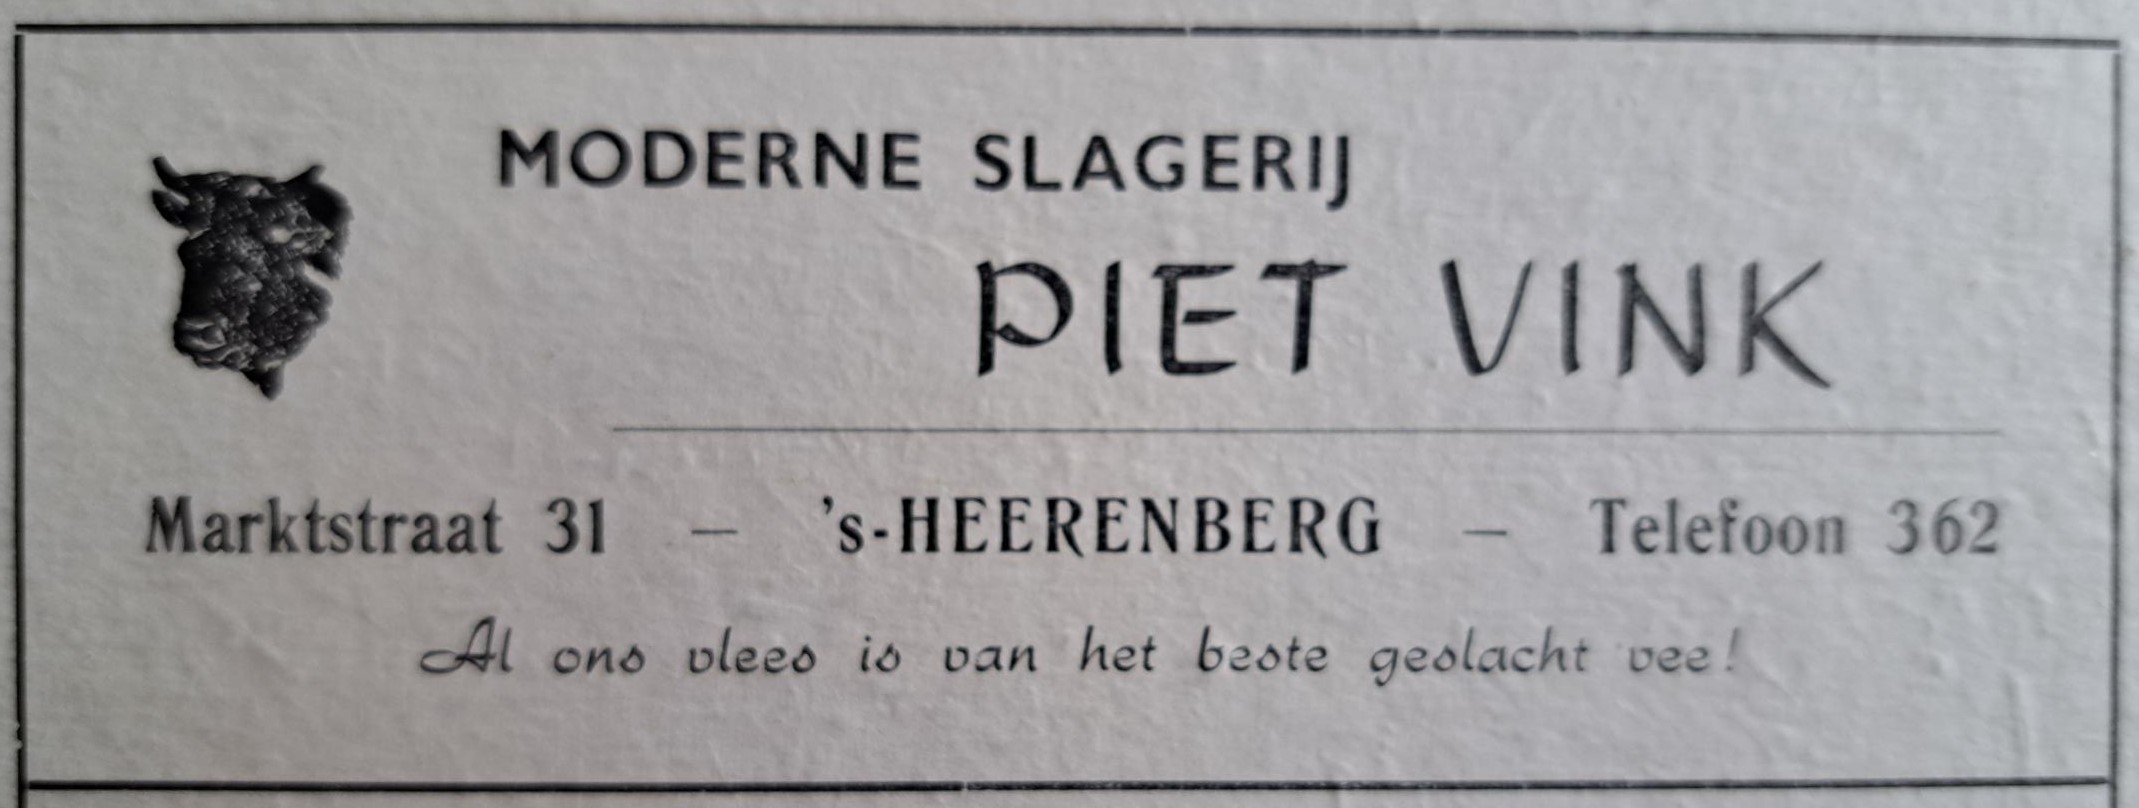 MODERNE SLAGERIJ
PIET VINK
Marktstraat 31 – 's-HEERENBERG – Telefoon 362
Al ons vlees is van het beste geslacht vee!